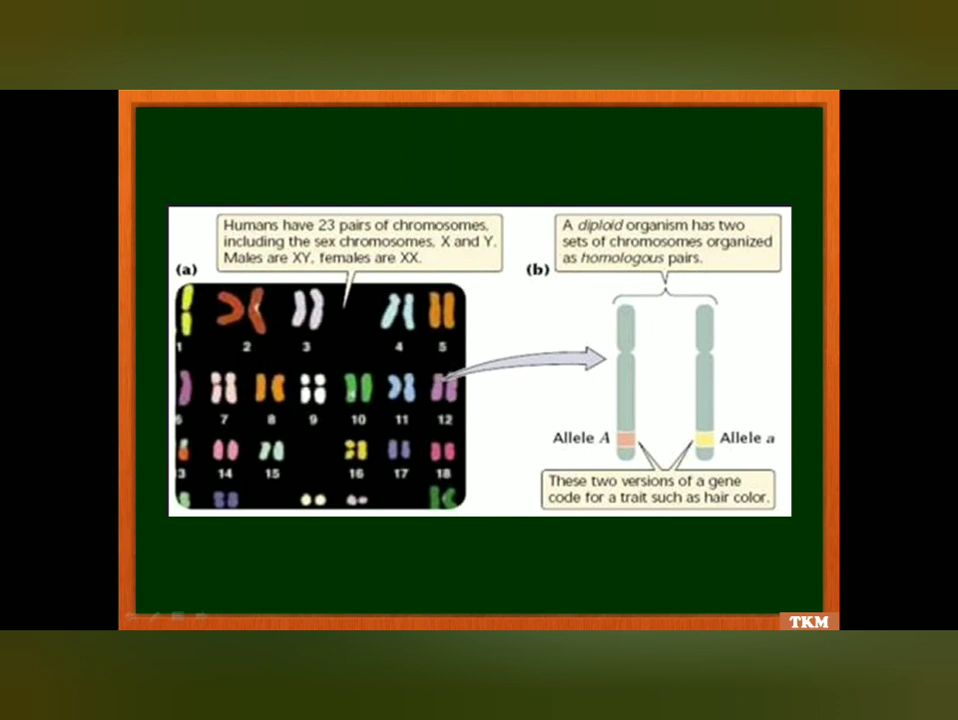 Humans have 23 pairs of chromosomes,
including the sex chromosomes, X and Y.
Males are XY, females are XX.
(a)
1
2
3
4
5
6
7
8
9
10
11
12
3
14
15
16
17
18
A diploid organism has two
sets of chromosomes organized
as homologous pairs.
(b)
Allele A
Allele a
These two versions of a gene
code for a trait such as hair color.
TKM